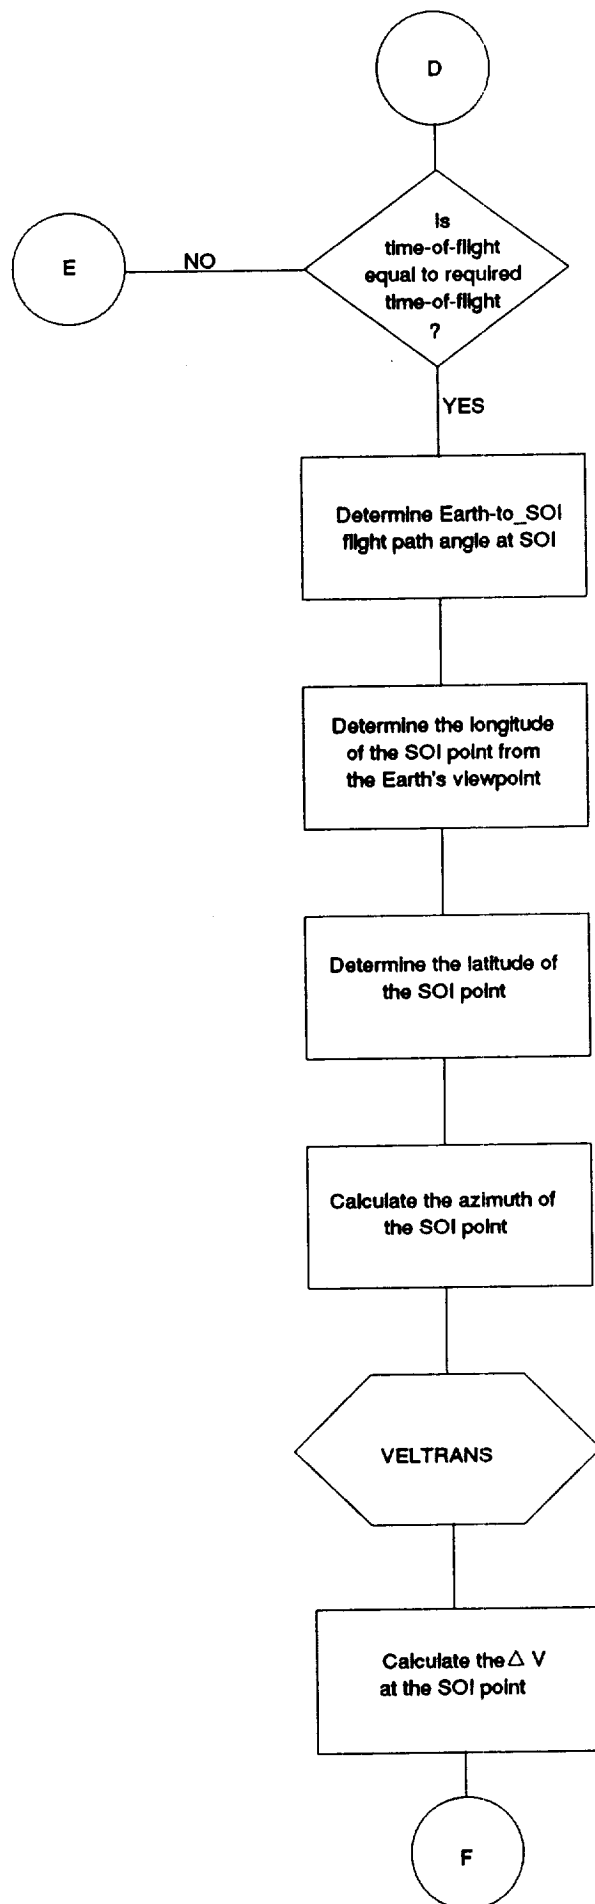 D
Is
time-of-flight
equal to required
time-of-flight
?
E
NO
YES
Determine Earth-to_SOI
flight path angle at SOI
Determine the longitude
of the SOI point from
the Earth's viewpoint
Determine the latitude of
the SOI point
Calculate the azimuth of
the SOI point
VELTRANS
Calculate the △ V
at the SOI point
F